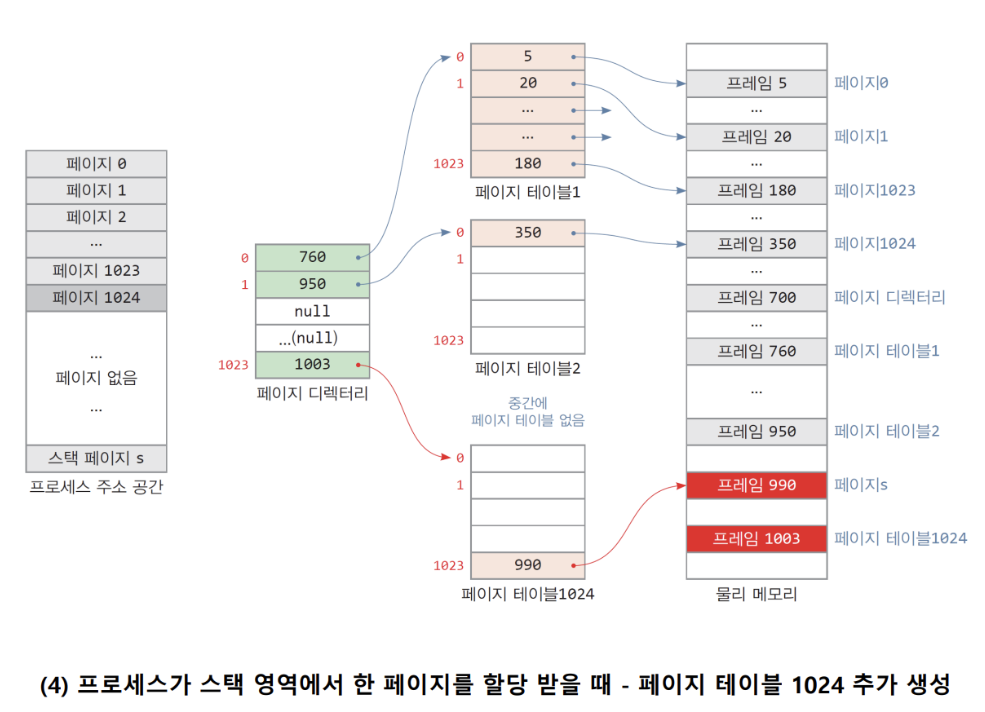 페이지 0
페이지 1
페이지 2
...
페이지 1023
페이지 1024
...
페이지 없음
...
스택 페이지 s
프로세스 주소 공간
0 760
1 950
null
...(null)
1023 1003
페이지 디렉터리
0 5
1 20
...
...
1023 180
페이지 테이블1
0 350
1
1023
페이지 테이블2
중간에
페이지 테이블 없음
0
1
1023 990
페이지 테이블1024
프레임 5 페이지0
...
프레임 20 페이지1
...
프레임 180 페이지1023
...
프레임 350 페이지1024
...
프레임 700 페이지 디렉터리
...
프레임 760 페이지 테이블1
...
프레임 950 페이지 테이블2
프레임 990 페이지s
프레임 1003 페이지 테이블1024
물리 메모리
(4) 프로세스가 스택 영역에서 한 페이지를 할당 받을 때 - 페이지 테이블 1024 추가 생성